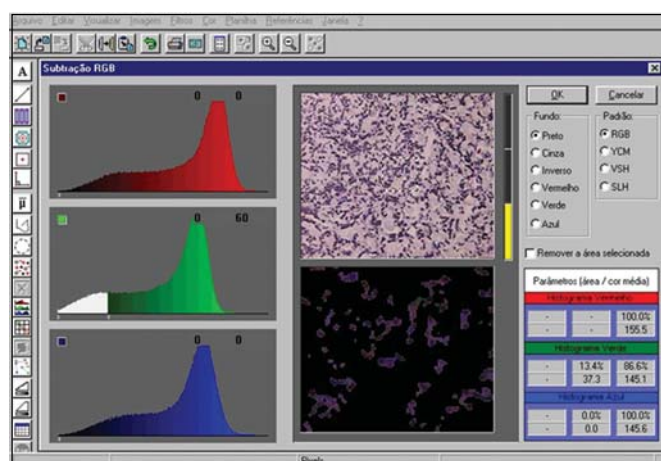 Arquivo Editar Visualizar Imagem Filtros Cor Planilha Referências Janela ?
A
Subtração RGB
0 0
0 60
0 0
OK Cancelar
Fundo: Padrão:
Preto RGB
Cinza YCM
Inverso VSH
Vermelho SLH
Verde
Azul
Remover a área selecionada
Parâmetros (área / cor média)
Histograma Vermelho
- - 100.0%
- - 155.5
Histograma Verde
- 13.4% 86.6%
- 37.3 145.1
Histograma Azul
- 0.0% 100.0%
- 0.0 145.6
μ